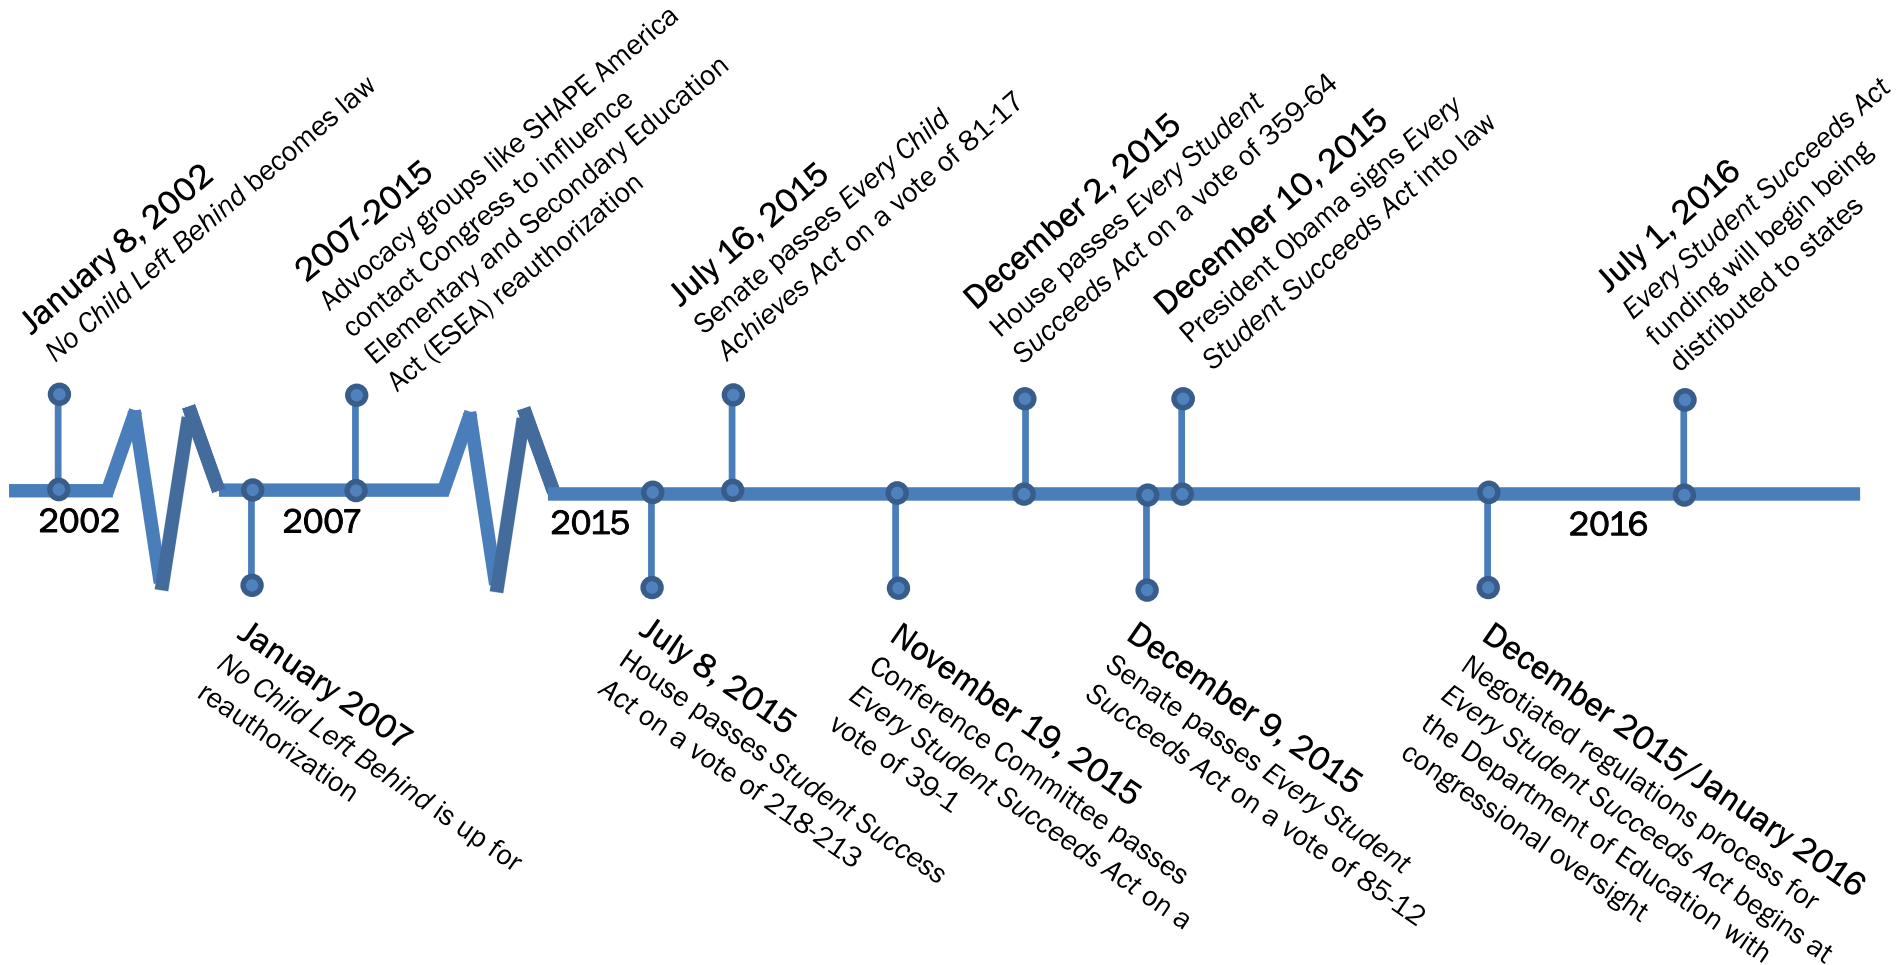 January 8, 2002
No Child Left Behind becomes law
2007-2015
Advocacy groups like SHAPE America
contact Congress to influence
Elementary and Secondary Education
Act (ESEA) reauthorization
July 16, 2015
Senate passes Every Child
Achieves Act on a vote of 81-17
December 2, 2015
House passes Every Student
Succeeds Act on a vote of 359-64
December 10, 2015
President Obama signs Every
Student Succeeds Act into law
July 1, 2016
Every Student Succeeds Act
funding will begin being
distributed to states
2002
2007
2015
2016
January 2007
No Child Left Behind is up for
reauthorization
July 8, 2015
House passes Student Success
Act on a vote of 218-213
November 19, 2015
Conference Committee passes
Every Student Succeeds Act on a
vote of 39-1
December 9, 2015
Senate passes Every Student
Succeeds Act on a vote of 85-12
December 2015/January 2016
Negotiated regulations process for
Every Student Succeeds Act begins at
the Department of Education with
congressional oversight